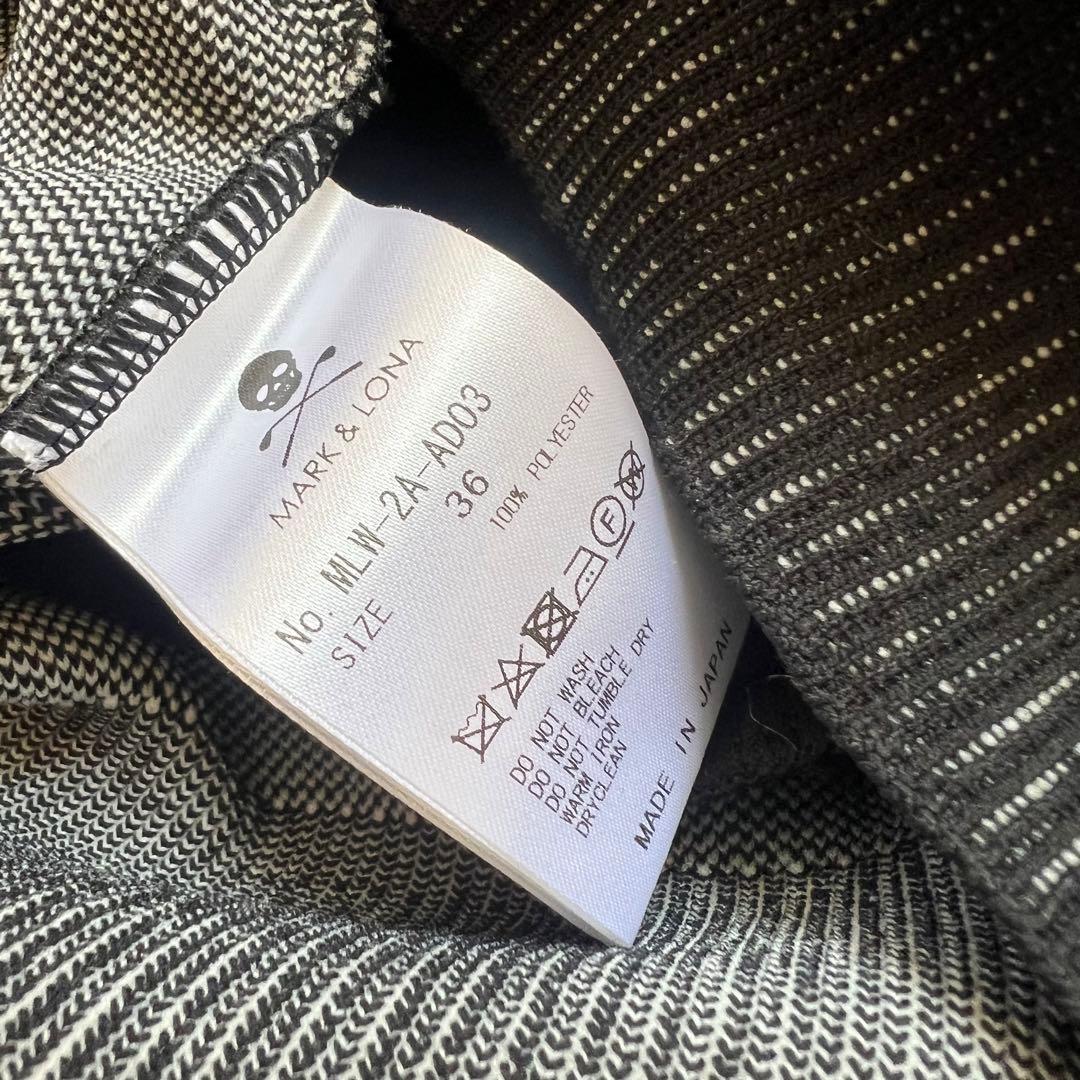 MARK & LONA
No. MLW-2A-AD03
SIZE 36
100% POLYESTER
F
W
DO NOT WASH
DO NOT BLEACH
DO NOT TUMBLE DRY
WARM IRON
DRYCLEAN
MADE IN JAPAN